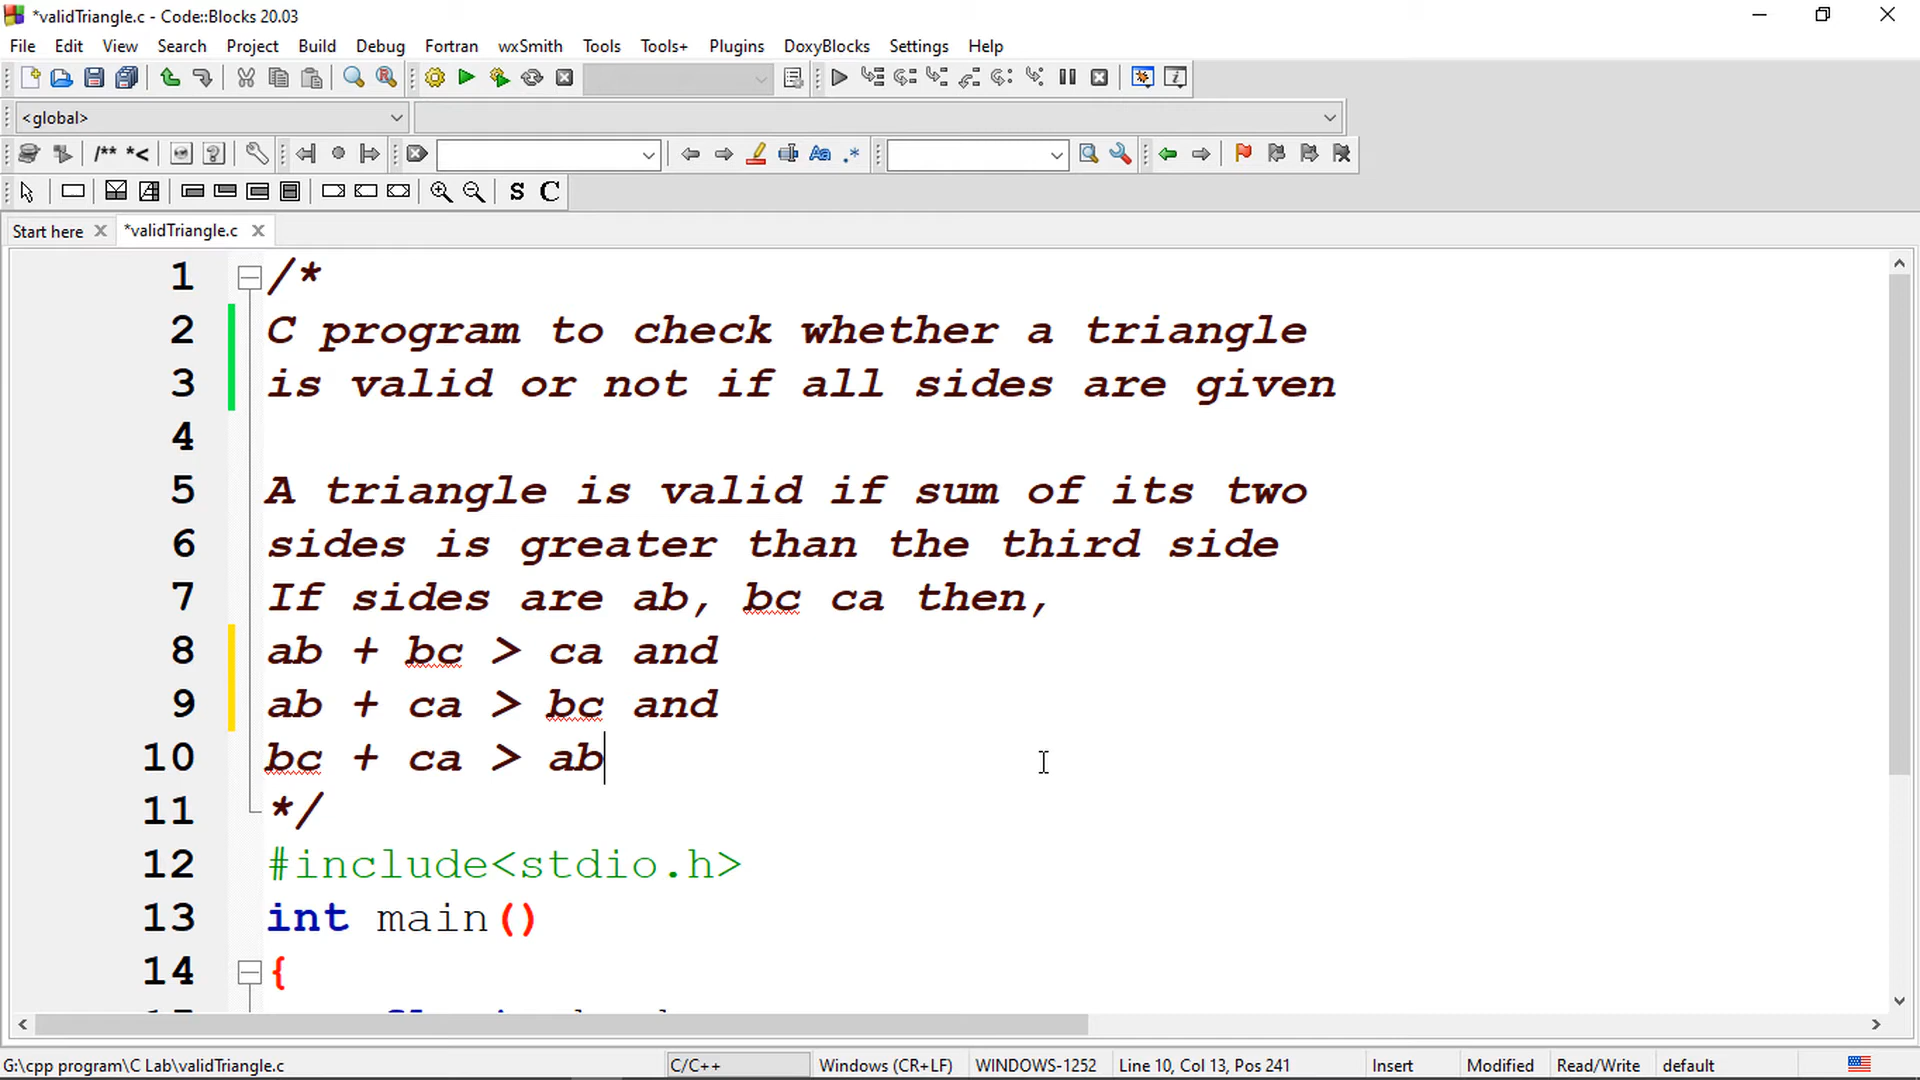 *validTriangle.c - Code::Blocks 20.03
File Edit View Search Project Build Debug Fortran wxSmith Tools Tools+ Plugins DoxyBlocks Settings Help
<global>
/** *<
Aa .*
S C
Start here *validTriangle.c
1 /*
2 C program to check whether a triangle
3 is valid or not if all sides are given
4
5 A triangle is valid if sum of its two
6 sides is greater than the third side
7 If sides are ab, bc ca then,
8 ab + bc > ca and
9 ab + ca > bc and
10 bc + ca > ab
11 */
12 #include<stdio.h>
13 int main()
14 {
G:\cpp program\C Lab\validTriangle.c C/C++ Windows (CR+LF) WINDOWS-1252 Line 10, Col 13, Pos 241 Insert Modified Read/Write default